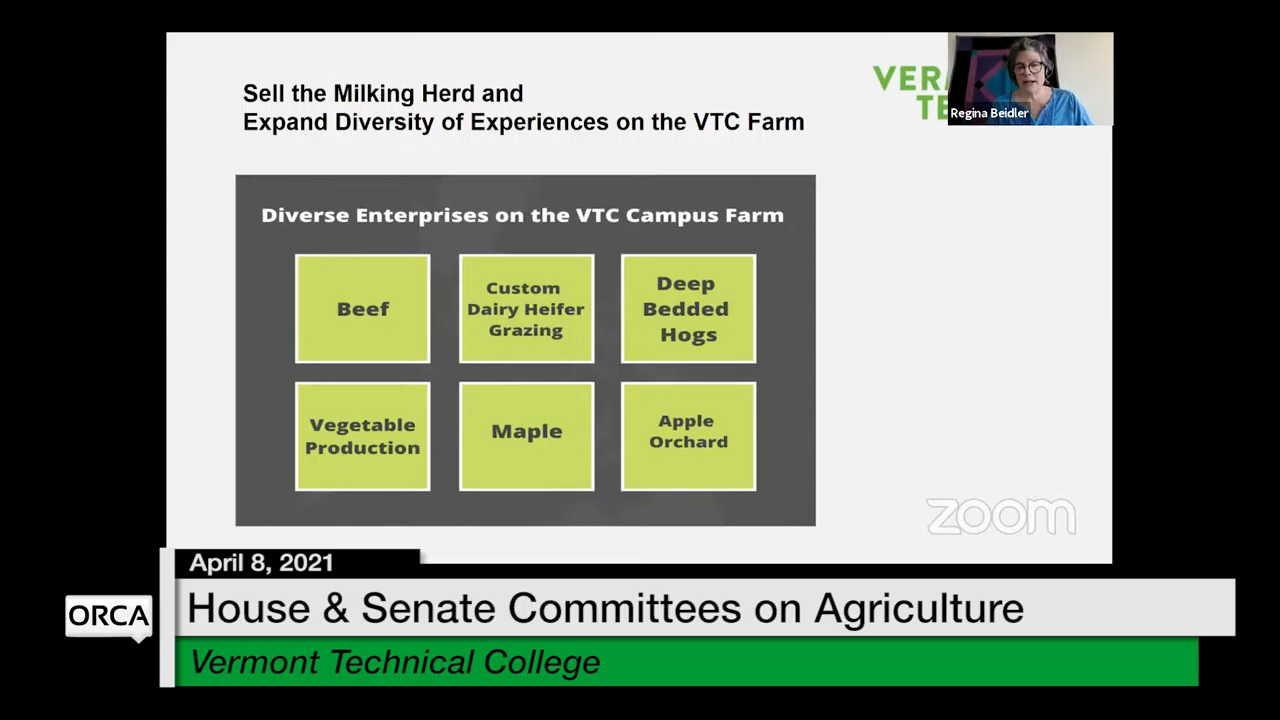 Sell the Milking Herd and
Expand Diversity of Experiences on the VTC Farm
Regina Beidler
Diverse Enterprises on the VTC Campus Farm
Beef
Custom
Dairy Heifer
Grazing
Deep
Bedded
Hogs
Vegetable
Production
Maple
Apple
Orchard
zoom
April 8, 2021
ORCA
House & Senate Committees on Agriculture
Vermont Technical College